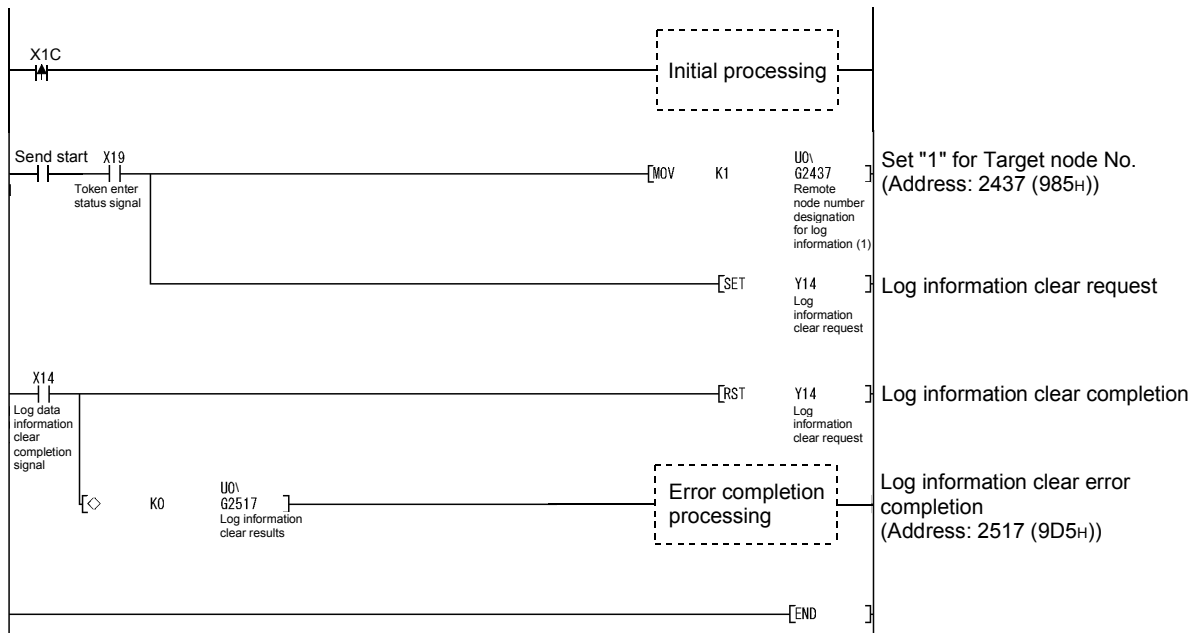 X1C
Initial processing
Send start X19
Token enter
status signal
[MOV K1 U0\
G2437 ]
Remote
node number
designation
for log
information (1)
Set "1" for Target node No.
(Address: 2437 (985H))
[SET Y14 ]
Log
information
clear request
Log information clear request
X14
Log data
information
clear
completion
signal
[RST Y14 ]
Log
information
clear request
Log information clear completion
[<> K0 U0\
G2517 ]
Log information
clear results
Error completion
processing
Log information clear error
completion
(Address: 2517 (9D5H))
[END ]